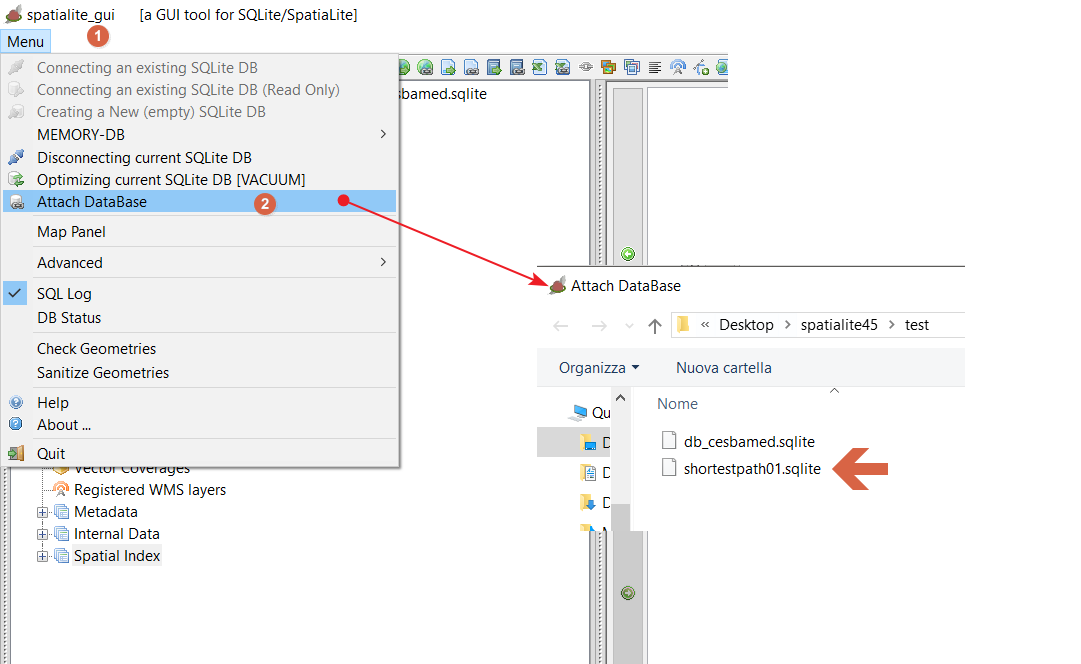 spatialite_gui [a GUI tool for SQLite/SpatiaLite]
1
Menu
Connecting an existing SQLite DB
Connecting an existing SQLite DB (Read Only)
Creating a New (empty) SQLite DB
MEMORY-DB
Disconnecting current SQLite DB
Optimizing current SQLite DB [VACUUM]
Attach DataBase
2
Map Panel
Advanced
SQL Log
DB Status
Check Geometries
Sanitize Geometries
Help
About ...
Quit
sbamed.sqlite
Vector Coverages
Registered WMS layers
Metadata
Internal Data
Spatial Index
Attach DataBase
« Desktop > spatialite45 > test
Organizza
Nuova cartella
Nome
Qu
D
db_cesbamed.sqlite
D
shortestpath01.sqlite
D